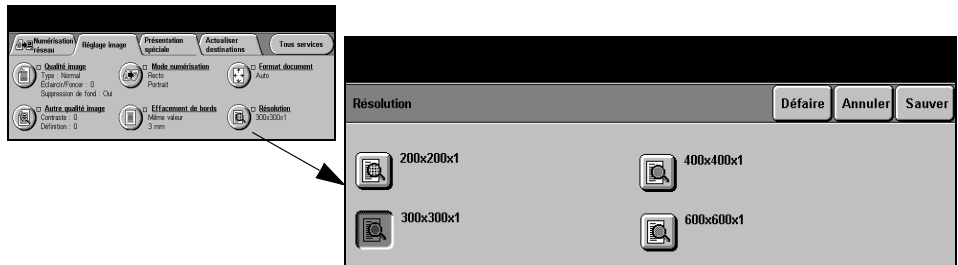 Numérisation réseau
Réglage image
Présentation spéciale
Actualiser destinations
Tous services
Qualité image
Type : Normal
Éclaircir/Foncer : 0
Suppression de fond : Oui
Mode numérisation
Recto
Portrait
Format document
Auto
Autre qualité image
Contraste : 0
Définition : 0
Effacement de bords
Même valeur
3 mm
Résolution
300x300x1
Résolution
Défaire
Annuler
Sauver
200x200x1
400x400x1
300x300x1
600x600x1